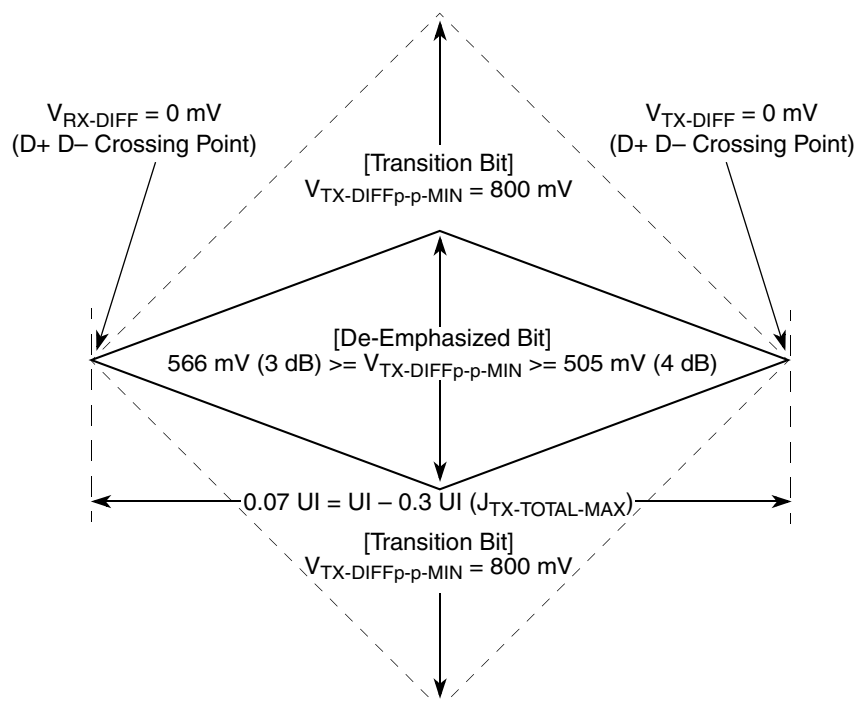 V_RX-DIFF = 0 mV
(D+ D– Crossing Point)
V_TX-DIFF = 0 mV
(D+ D– Crossing Point)
[Transition Bit]
V_TX-DIFFp-p-MIN = 800 mV
[De-Emphasized Bit]
566 mV (3 dB) >= V_TX-DIFFp-p-MIN >= 505 mV (4 dB)
0.07 UI = UI – 0.3 UI (J_TX-TOTAL-MAX)
[Transition Bit]
V_TX-DIFFp-p-MIN = 800 mV